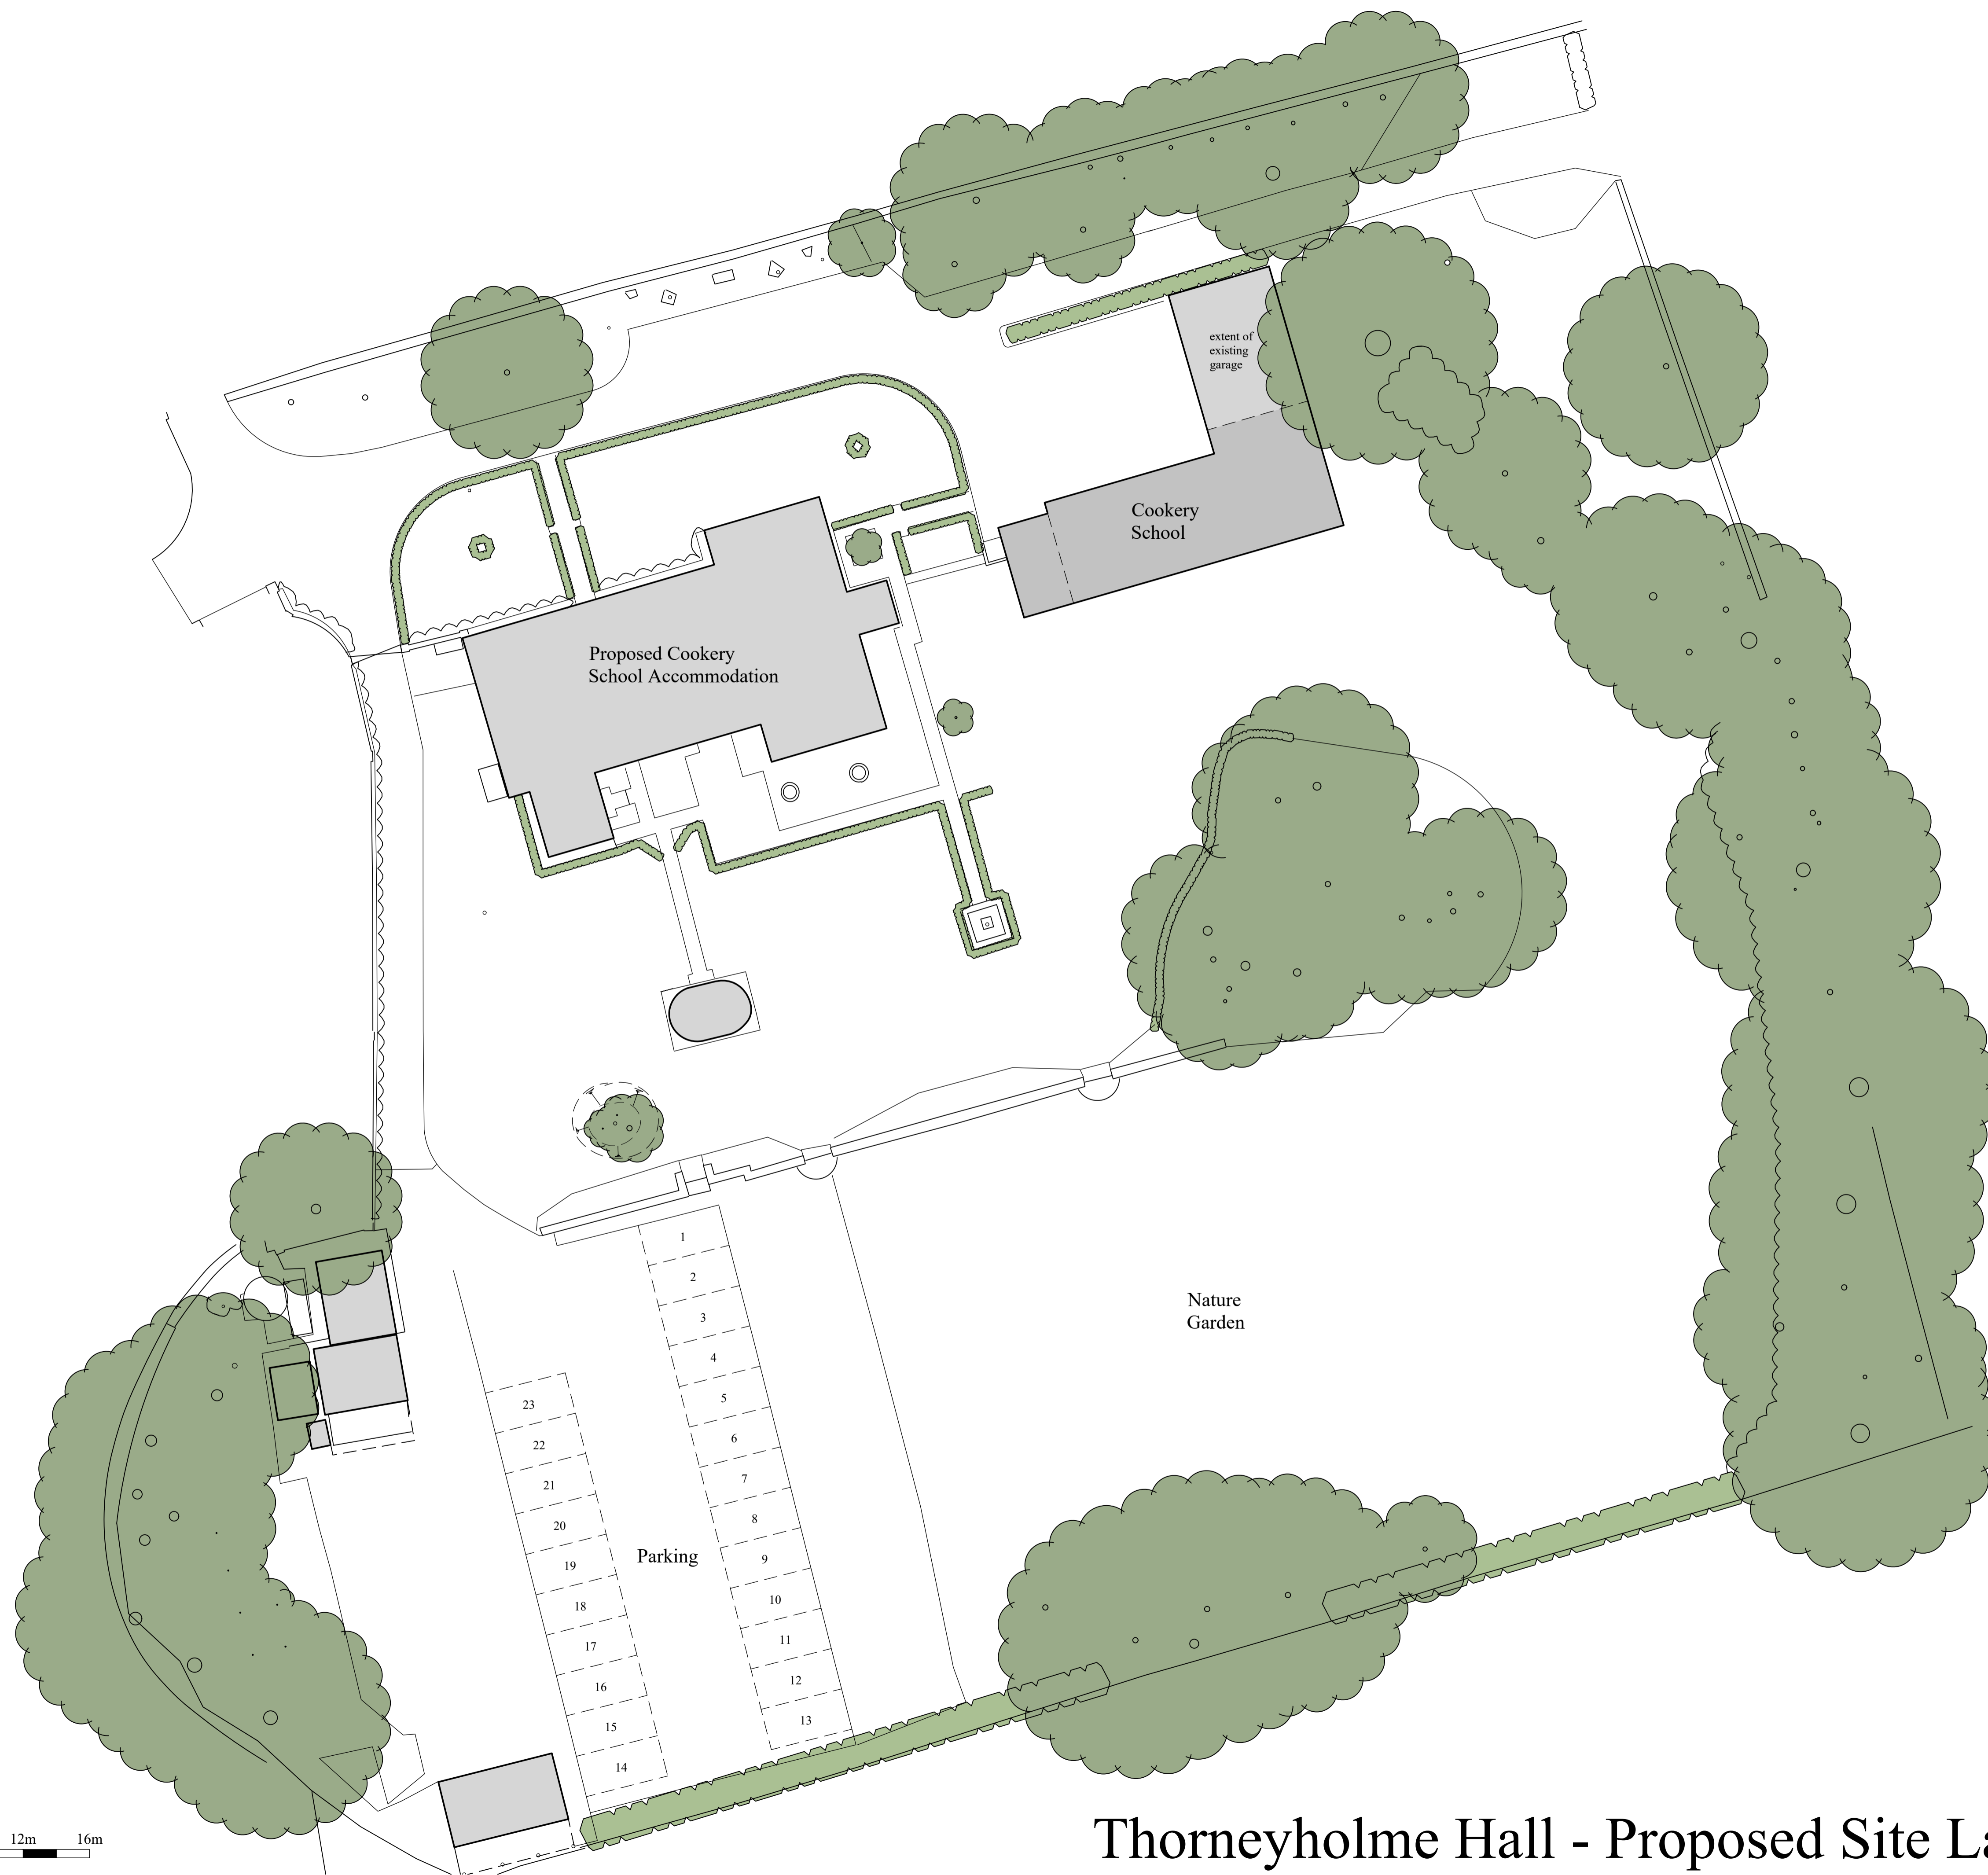 extent of
existing
garage
Cookery
School
Proposed Cookery
School Accommodation
Nature
Garden
Parking
1
2
3
4
5
6
7
8
9
10
11
12
13
23
22
21
20
19
18
17
16
15
14
12m 16m
Thorneyholme Hall - Proposed Site La